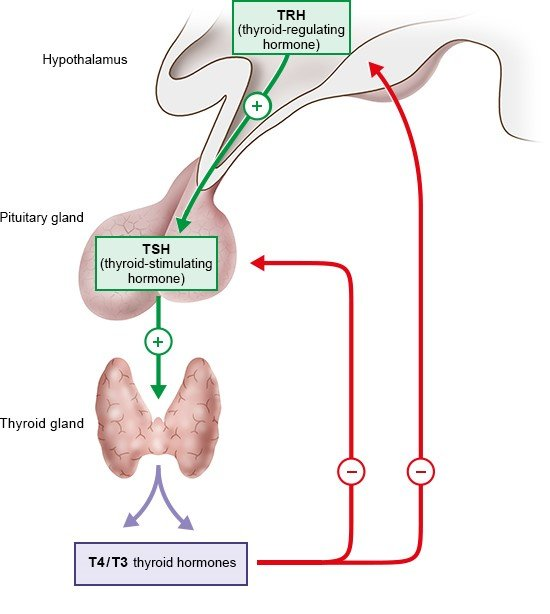 TRH
(thyroid-regulating
hormone)
Hypothalamus
+
Pituitary gland
TSH
(thyroid-stimulating
hormone)
+
Thyroid gland
−
−
T4/T3 thyroid hormones